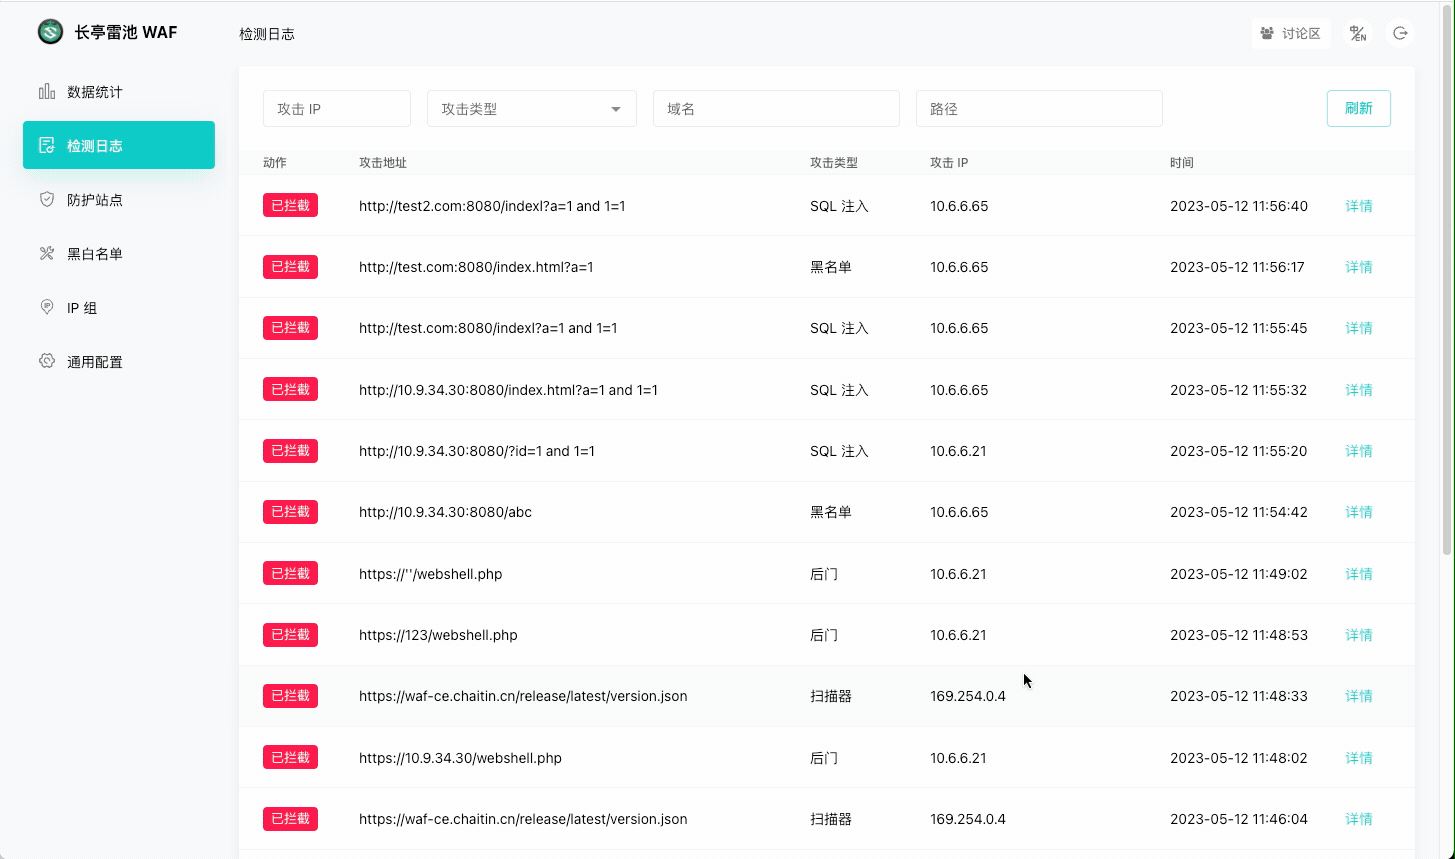 长亭雷池 WAF
检测日志
讨论区
中/EN
数据统计
检测日志
防护站点
黑白名单
IP 组
通用配置
攻击 IP
攻击类型
域名
路径
刷新
动作 攻击地址 攻击类型 攻击 IP 时间
已拦截 http://test2.com:8080/indexl?a=1 and 1=1 SQL 注入 10.6.6.65 2023-05-12 11:56:40 详情
已拦截 http://test.com:8080/index.html?a=1 黑名单 10.6.6.65 2023-05-12 11:56:17 详情
已拦截 http://test.com:8080/indexl?a=1 and 1=1 SQL 注入 10.6.6.65 2023-05-12 11:55:45 详情
已拦截 http://10.9.34.30:8080/index.html?a=1 and 1=1 SQL 注入 10.6.6.65 2023-05-12 11:55:32 详情
已拦截 http://10.9.34.30:8080/?id=1 and 1=1 SQL 注入 10.6.6.21 2023-05-12 11:55:20 详情
已拦截 http://10.9.34.30:8080/abc 黑名单 10.6.6.65 2023-05-12 11:54:42 详情
已拦截 https://''/webshell.php 后门 10.6.6.21 2023-05-12 11:49:02 详情
已拦截 https://123/webshell.php 后门 10.6.6.21 2023-05-12 11:48:53 详情
已拦截 https://waf-ce.chaitin.cn/release/latest/version.json 扫描器 169.254.0.4 2023-05-12 11:48:33 详情
已拦截 https://10.9.34.30/webshell.php 后门 10.6.6.21 2023-05-12 11:48:02 详情
已拦截 https://waf-ce.chaitin.cn/release/latest/version.json 扫描器 169.254.0.4 2023-05-12 11:46:04 详情